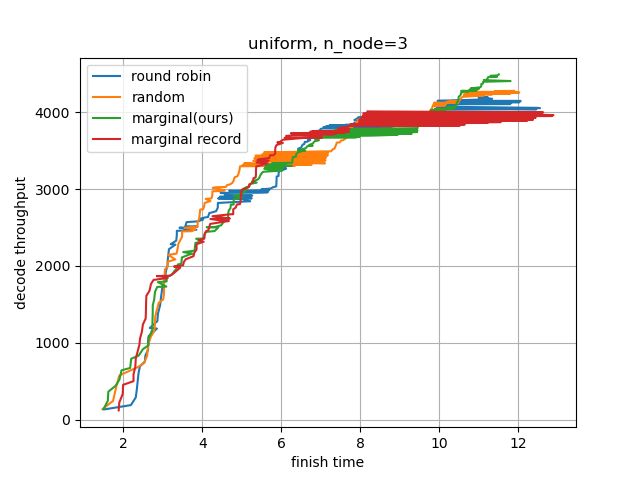 uniform, n_node=3
round robin
random
marginal(ours)
marginal record
decode throughput
4000
3000
2000
1000
0
2 4 6 8 10 12
finish time